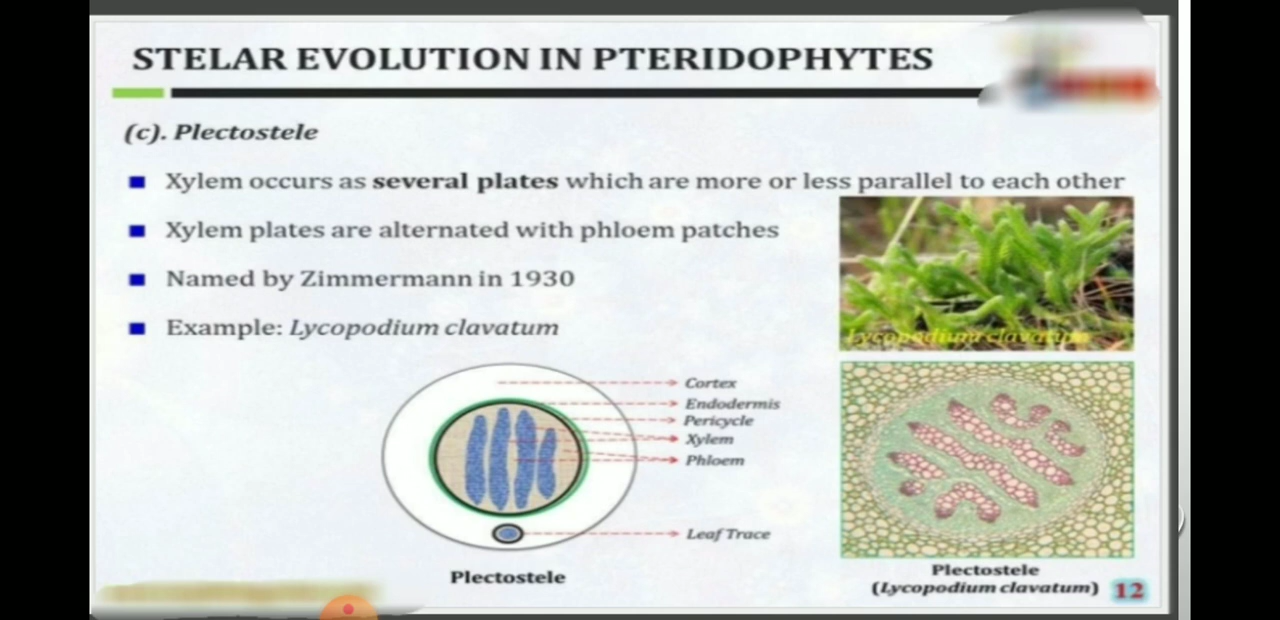 STELAR EVOLUTION IN PTERIDOPHYTES
(c). Plectostele
Xylem occurs as several plates which are more or less parallel to each other
Xylem plates are alternated with phloem patches
Named by Zimmermann in 1930
Example: Lycopodium clavatum
Lycopodium clavatum
Cortex
Endodermis
Pericycle
Xylem
Phloem
Leaf Trace
Plectostele
Plectostele
(Lycopodium clavatum)
12